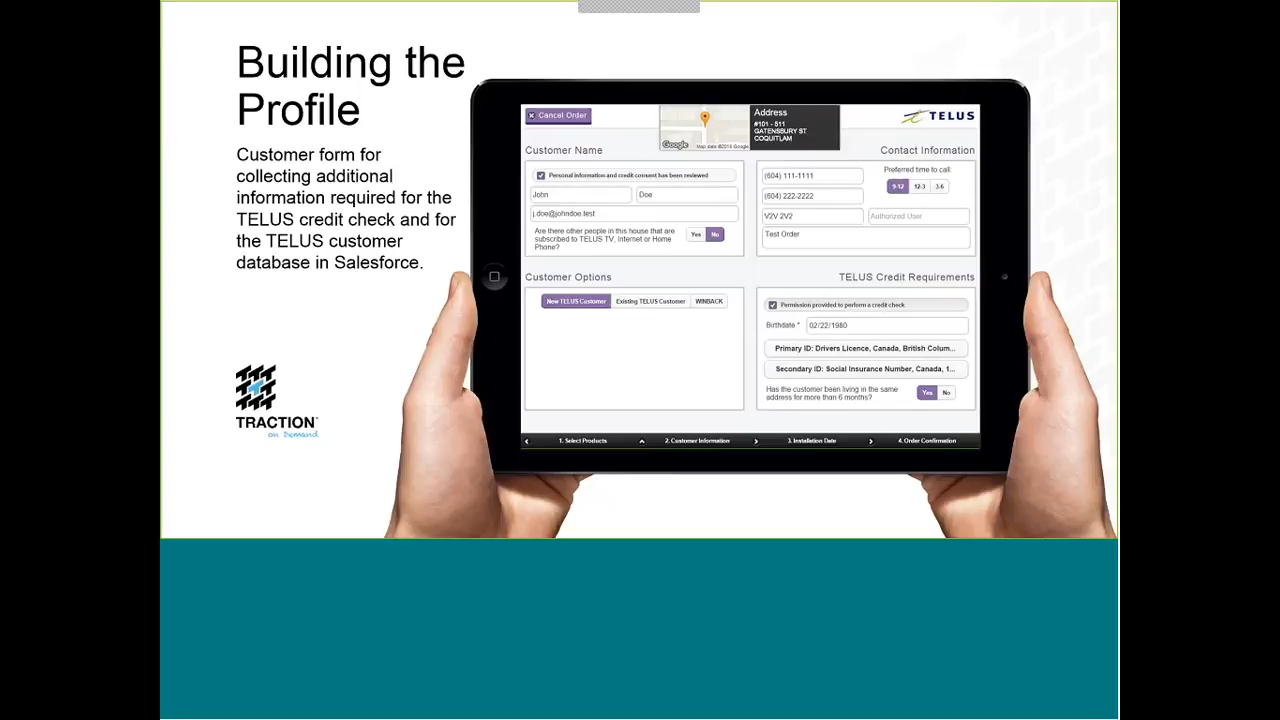 Building the
Profile
Customer form for
collecting additional
information required for the
TELUS credit check and for
the TELUS customer
database in Salesforce.
TRACTION
on Demand
Cancel Order
Google
Map data ©2016 Google
Address
#101 - 511
GATENSBURY ST
COQUITLAM
TELUS
Customer Name
Personal information and credit consent has been reviewed
John Doe
j.doe@johndoe.test
Are there other people in this house that are
subscribed to TELUS TV, Internet or Home
Phone?
Yes No
Contact Information
(604) 111-1111
Preferred time to call:
9-12 12-3 3-6
(604) 222-2222
V2V 2V2 Authorized User
Test Order
Customer Options
New TELUS Customer Existing TELUS Customer WINBACK
TELUS Credit Requirements
Permission provided to perform a credit check
Birthdate * 02/22/1980
Primary ID: Drivers Licence, Canada, British Colum...
Secondary ID: Social Insurance Number, Canada, 1...
Has the customer been living in the same
address for more than 6 months?
Yes No
1. Select Products 2. Customer Information 3. Installation Date 4. Order Confirmation